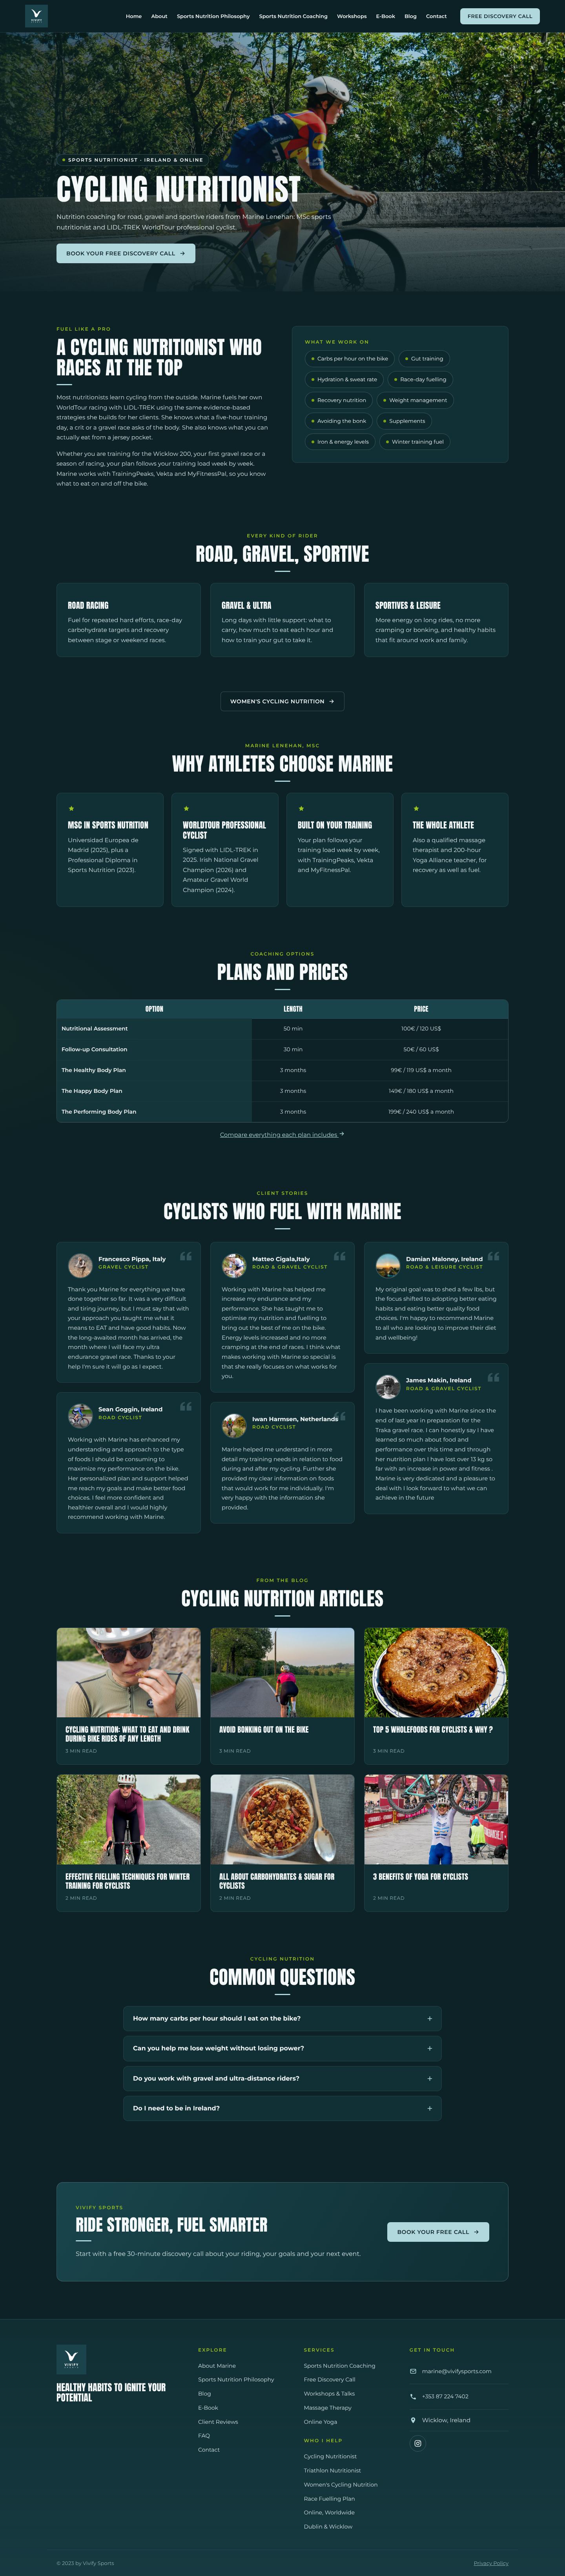 VIVIFY
Home
About
Sports Nutrition Philosophy
Sports Nutrition Coaching
Workshops
E-Book
Blog
Contact
FREE DISCOVERY CALL
SPORTS NUTRITIONIST · IRELAND & ONLINE
CYCLING NUTRITIONIST
Nutrition coaching for road, gravel and sportive riders from Marine Lenehan: MSc sports
nutritionist and LIDL-TREK WorldTour professional cyclist.
BOOK YOUR FREE DISCOVERY CALL →
FUEL LIKE A PRO
A CYCLING NUTRITIONIST WHO
RACES AT THE TOP
Most nutritionists learn cycling from the outside. Marine fuels her own
WorldTour racing with LIDL-TREK using the same evidence-based
strategies she builds for her clients. She knows what a five-hour training
day, a crit or a gravel race asks of the body. She also knows what you can
actually eat from a jersey pocket.
Whether you are training for the Wicklow 200, your first gravel race or a
season of racing, your plan follows your training load week by week.
Marine works with TrainingPeaks, Vekta and MyFitnessPal, so you know
what to eat on and off the bike.
WHAT WE WORK ON
Carbs per hour on the bike
Gut training
Hydration & sweat rate
Race-day fuelling
Recovery nutrition
Weight management
Avoiding the bonk
Supplements
Iron & energy levels
Winter training fuel
EVERY KIND OF RIDER
ROAD, GRAVEL, SPORTIVE
ROAD RACING
Fuel for repeated hard efforts, race-day
carbohydrate targets and recovery
between stage or weekend races.
GRAVEL & ULTRA
Long days with little support: what to
carry, how much to eat each hour and
how to train your gut to take it.
SPORTIVES & LEISURE
More energy on long rides, no more
cramping or bonking, and healthy habits
that fit around work and family.
WOMEN'S CYCLING NUTRITION →
MARINE LENEHAN, MSC
WHY ATHLETES CHOOSE MARINE
MSC IN SPORTS NUTRITION
Universidad Europea de
Madrid (2025), plus a
Professional Diploma in
Sports Nutrition (2023).
WORLDTOUR PROFESSIONAL
CYCLIST
Signed with LIDL-TREK in
2025. Irish National Gravel
Champion (2026) and
Amateur Gravel World
Champion (2024).
BUILT ON YOUR TRAINING
Your plan follows your
training load week by week,
with TrainingPeaks, Vekta
and MyFitnessPal.
THE WHOLE ATHLETE
Also a qualified massage
therapist and 200-hour
Yoga Alliance teacher, for
recovery as well as fuel.
COACHING OPTIONS
PLANS AND PRICES
OPTION LENGTH PRICE
Nutritional Assessment 50 min 100€ / 120 US$
Follow-up Consultation 30 min 50€ / 60 US$
The Healthy Body Plan 3 months 99€ / 119 US$ a month
The Happy Body Plan 3 months 149€ / 180 US$ a month
The Performing Body Plan 3 months 199€ / 240 US$ a month
Compare everything each plan includes →
CLIENT STORIES
CYCLISTS WHO FUEL WITH MARINE
Francesco Pippa, Italy
GRAVEL CYCLIST
Thank you Marine for everything we have
done together so far. It was a very difficult
and tiring journey, but I must say that with
your approach you taught me what it
means to EAT and have good habits. Now
the long-awaited month has arrived, the
month where I will face my ultra
endurance gravel race. Thanks to your
help I'm sure it will go as I expect.
Sean Goggin, Ireland
ROAD CYCLIST
Working with Marine has enhanced my
understanding and approach to the type
of foods I should be consuming to
maximize my performance on the bike.
Her personalized plan and support helped
me reach my goals and make better food
choices. I feel more confident and
healthier overall and I would highly
recommend working with Marine.
Matteo Cigala,Italy
ROAD & GRAVEL CYCLIST
Working with Marine has helped me
increase my endurance and my
performance. She has taught me to
optimise my nutrition and fuelling to
bring out the best of me on the bike.
Energy levels increased and no more
cramping at the end of races. I think what
makes working with Marine so special is
that she really focuses on what works for
you.
Iwan Harmsen, Netherlands
ROAD CYCLIST
Marine helped me understand in more
detail my training needs in relation to food
during and after my cycling. Further she
provided my clear information on foods
that would work for me individually. I'm
very happy with the information she
provided.
Damian Maloney, Ireland
ROAD & LEISURE CYCLIST
My original goal was to shed a few lbs, but
the focus shifted to adopting better eating
habits and eating better quality food
choices. I'm happy to recommend Marine
to all who are looking to improve their diet
and wellbeing!
James Makin, Ireland
ROAD & GRAVEL CYCLIST
I have been working with Marine since the
end of last year in preparation for the
Traka gravel race. I can honestly say I have
learned so much about food and
performance over this time and through
her nutrition plan I have lost over 13 kg so
far with an increase in power and fitness .
Marine is very dedicated and a pleasure to
deal with I look forward to what we can
achieve in the future
FROM THE BLOG
CYCLING NUTRITION ARTICLES
CYCLING NUTRITION: WHAT TO EAT AND DRINK
DURING BIKE RIDES OF ANY LENGTH
5 MIN READ
AVOID BONKING OUT ON THE BIKE
3 MIN READ
TOP 5 WHOLEFOODS FOR CYCLISTS & WHY ?
3 MIN READ
EFFECTIVE FUELLING TECHNIQUES FOR WINTER
TRAINING FOR CYCLISTS
2 MIN READ
ALL ABOUT CARBOHYDRATES & SUGAR FOR
CYCLISTS
2 MIN READ
3 BENEFITS OF YOGA FOR CYCLISTS
2 MIN READ
CYCLING NUTRITION
COMMON QUESTIONS
How many carbs per hour should I eat on the bike? +
Can you help me lose weight without losing power? +
Do you work with gravel and ultra-distance riders? +
Do I need to be in Ireland? +
VIVIFY SPORTS
RIDE STRONGER, FUEL SMARTER
Start with a free 30-minute discovery call about your riding, your goals and your next event.
BOOK YOUR FREE CALL →
VIVIFY
HEALTHY HABITS TO IGNITE YOUR
POTENTIAL
EXPLORE
About Marine
Sports Nutrition Philosophy
Blog
E-Book
Client Reviews
FAQ
Contact
SERVICES
Sports Nutrition Coaching
Free Discovery Call
Workshops & Talks
Massage Therapy
Online Yoga
WHO I HELP
Cycling Nutritionist
Triathlon Nutritionist
Women's Cycling Nutrition
Race Fuelling Plan
Online, Worldwide
Dublin & Wicklow
GET IN TOUCH
marine@vivifysports.com
+353 87 224 7402
Wicklow, Ireland
© 2023 by Vivify Sports
Privacy Policy